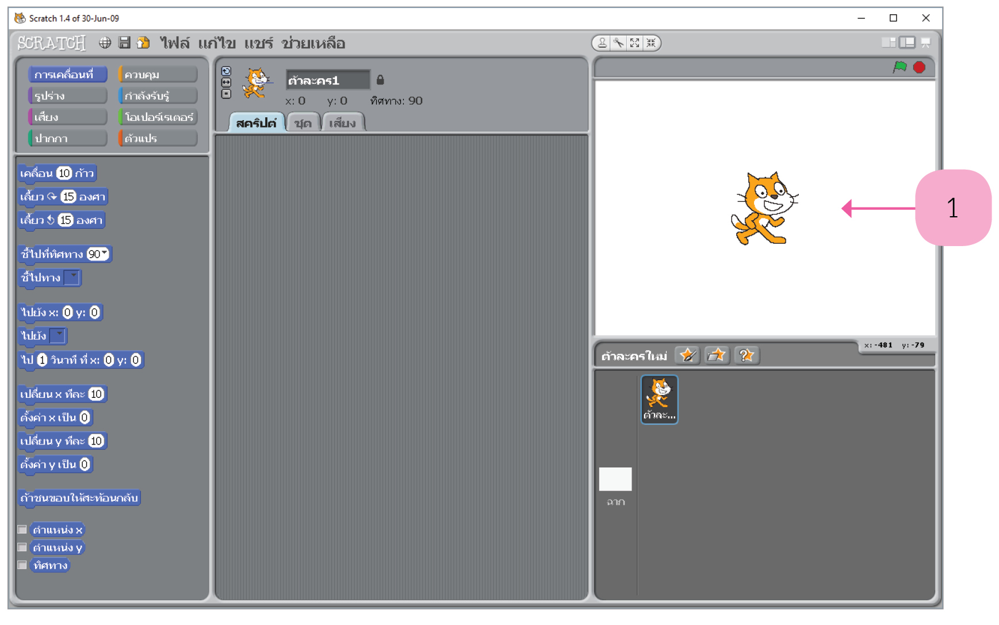 Scratch 1.4 of 30-Jun-09
SCRATCH ไฟล์ แก้ไข แชร์ ช่วยเหลือ
การเคลื่อนที่ ควบคุม
รูปร่าง กำลังรับรู้
เสียง โอเปอร์เรเตอร์
ปากกา ตัวแปร
เคลื่อน 10 ก้าว
เลี้ยว 15 องศา
เลี้ยว 15 องศา
ชี้ไปที่ทิศทาง 90
ชี้ไปทาง
ไปยัง x: 0 y: 0
ไปยัง
ไป 1 วินาที ที่ x: 0 y: 0
เปลี่ยน x ทีละ 10
ตั้งค่า x เป็น 0
เปลี่ยน y ทีละ 10
ตั้งค่า y เป็น 0
ถ้าชนขอบให้สะท้อนกลับ
ตำแหน่ง x
ตำแหน่ง y
ทิศทาง
ตัวละคร1
x: 0 y: 0 ทิศทาง: 90
สคริปต์ ชุด เสียง
1
x: -481 y: -79
ตัวละครใหม่
ตัวละ...
ฉาก